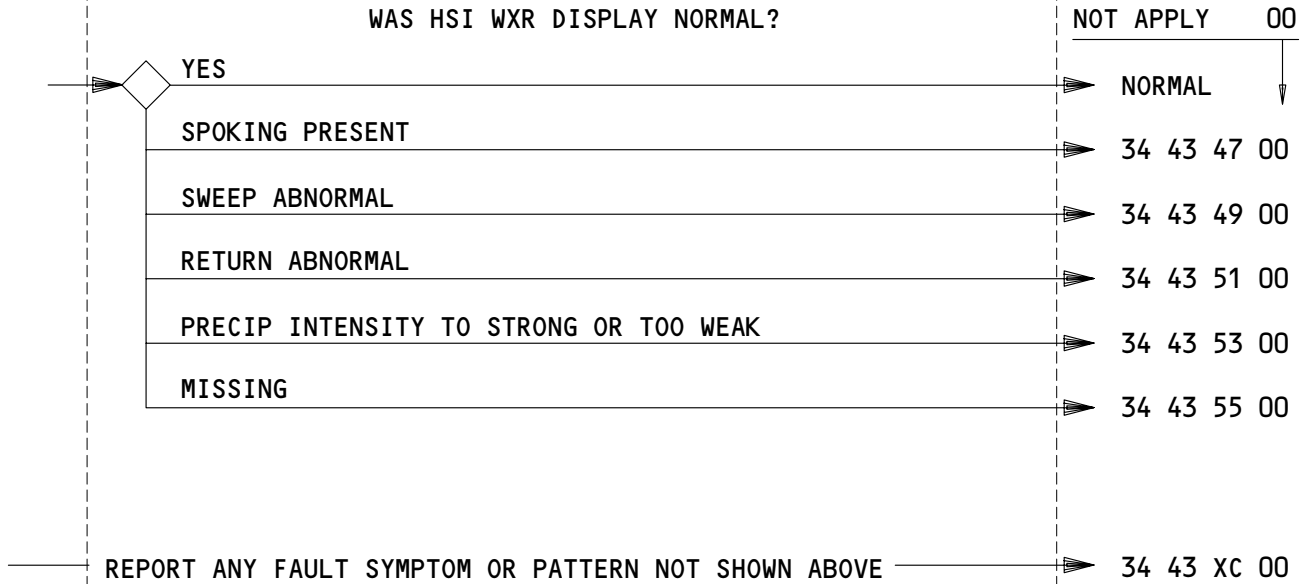 WAS HSI WXR DISPLAY NORMAL? NOT APPLY 00
YES
NORMAL
SPOKING PRESENT
34 43 47 00
SWEEP ABNORMAL
34 43 49 00
RETURN ABNORMAL
34 43 51 00
PRECIP INTENSITY TO STRONG OR TOO WEAK
34 43 53 00
MISSING
34 43 55 00
REPORT ANY FAULT SYMPTOM OR PATTERN NOT SHOWN ABOVE 34 43 XC 00